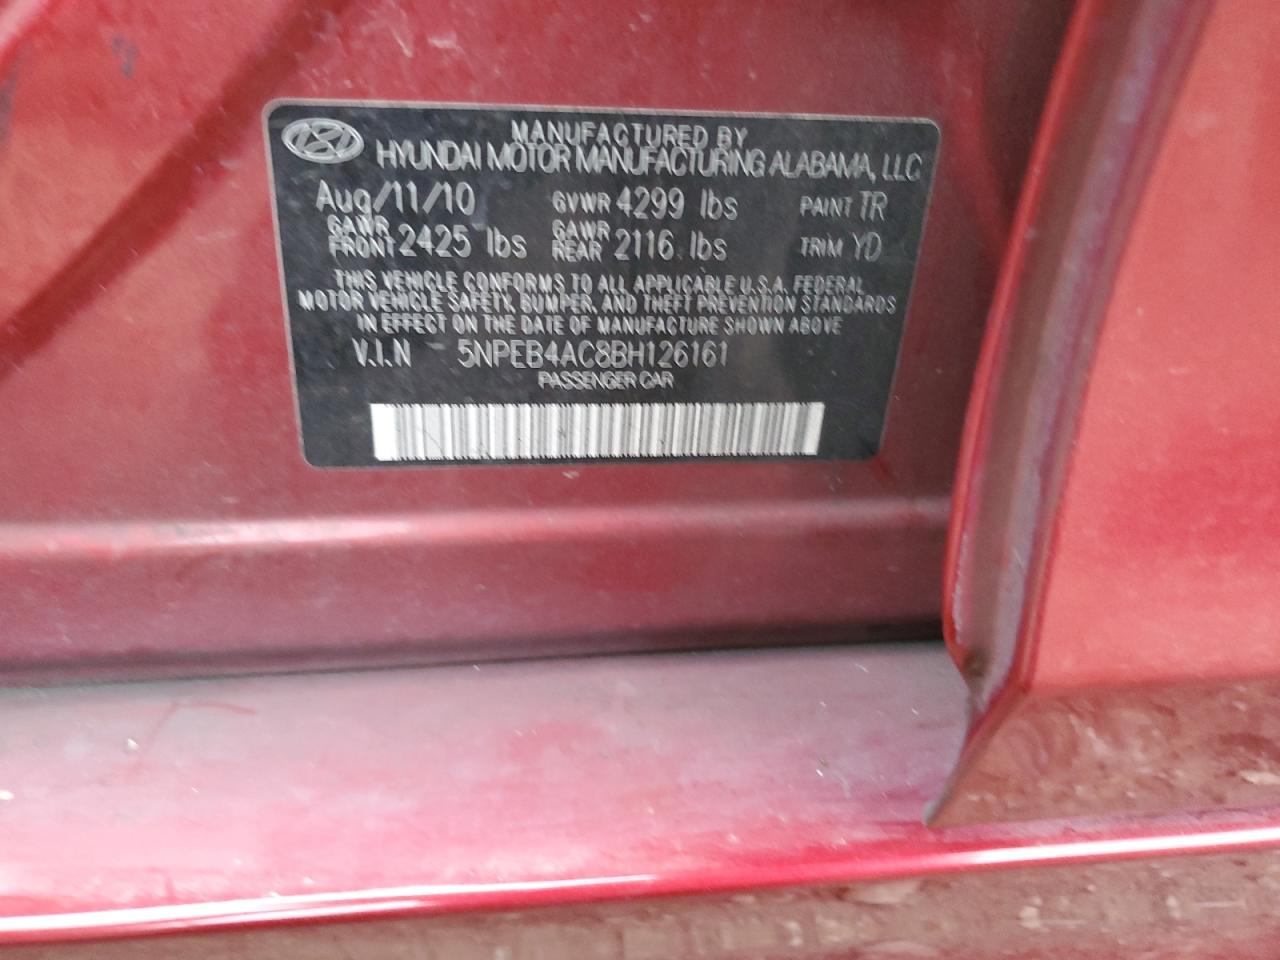 MANUFACTURED BY
HYUNDAI MOTOR MANUFACTURING ALABAMA, LLC
Aug/11/10 GVWR 4299 lbs PAINT TR
GAWR FRONT 2425 lbs GAWR REAR 2116 lbs TRIM YD
THIS VEHICLE CONFORMS TO ALL APPLICABLE U.S.A. FEDERAL
MOTOR VEHICLE SAFETY, BUMPER, AND THEFT PREVENTION STANDARDS
IN EFFECT ON THE DATE OF MANUFACTURE SHOWN ABOVE
V.I.N 5NPEB4AC8BH126161
PASSENGER CAR